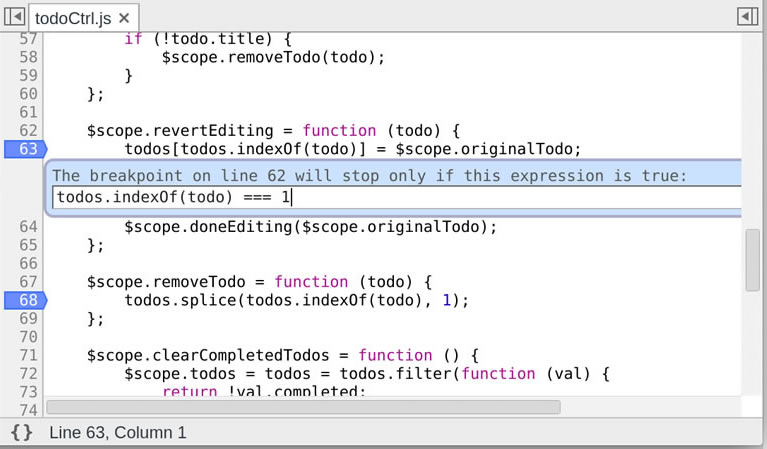 todoCtrl.js ×
57 if (!todo.title) {
58 $scope.removeTodo(todo);
59 }
60 };
61
62 $scope.revertEditing = function (todo) {
63 todos[todos.indexOf(todo)] = $scope.originalTodo;
The breakpoint on line 62 will stop only if this expression is true:
todos.indexOf(todo) === 1
64 $scope.doneEditing($scope.originalTodo);
65 };
66
67 $scope.removeTodo = function (todo) {
68 todos.splice(todos.indexOf(todo), 1);
69 };
70
71 $scope.clearCompletedTodos = function () {
72 $scope.todos = todos = todos.filter(function (val) {
73 return !val.completed;
74
{} Line 63, Column 1